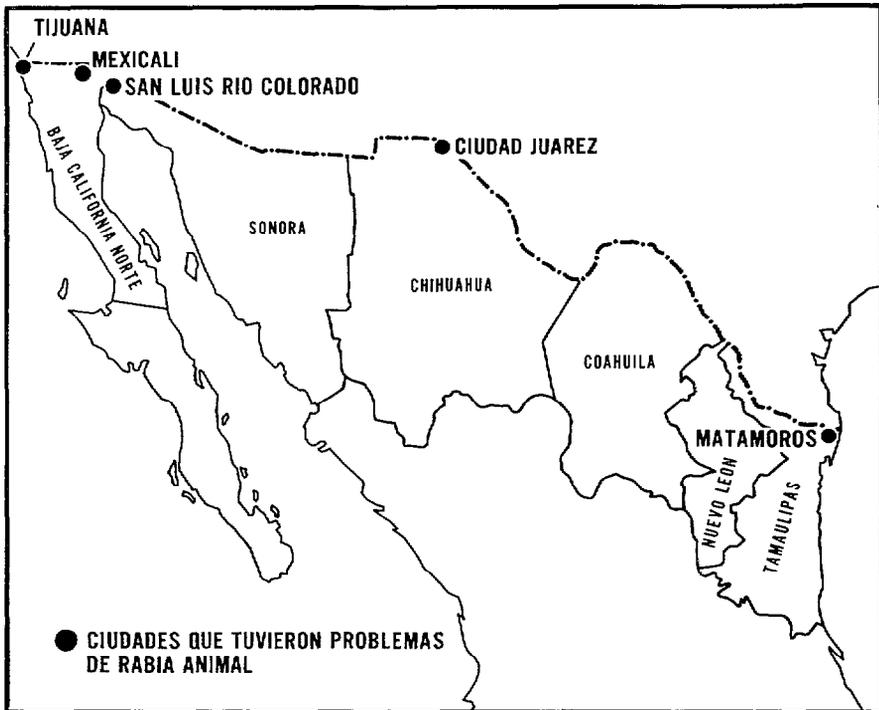 TIJUANA
MEXICALI
SAN LUIS RIO COLORADO
CIUDAD JUAREZ
BAJA CALIFORNIA NORTE
SONORA
CHIHUAHUA
COAHUILA
MATAMOROS
NUEVO LEON
TAMAULIPAS
CIUDADES QUE TUVIERON PROBLEMAS
DE RABIA ANIMAL